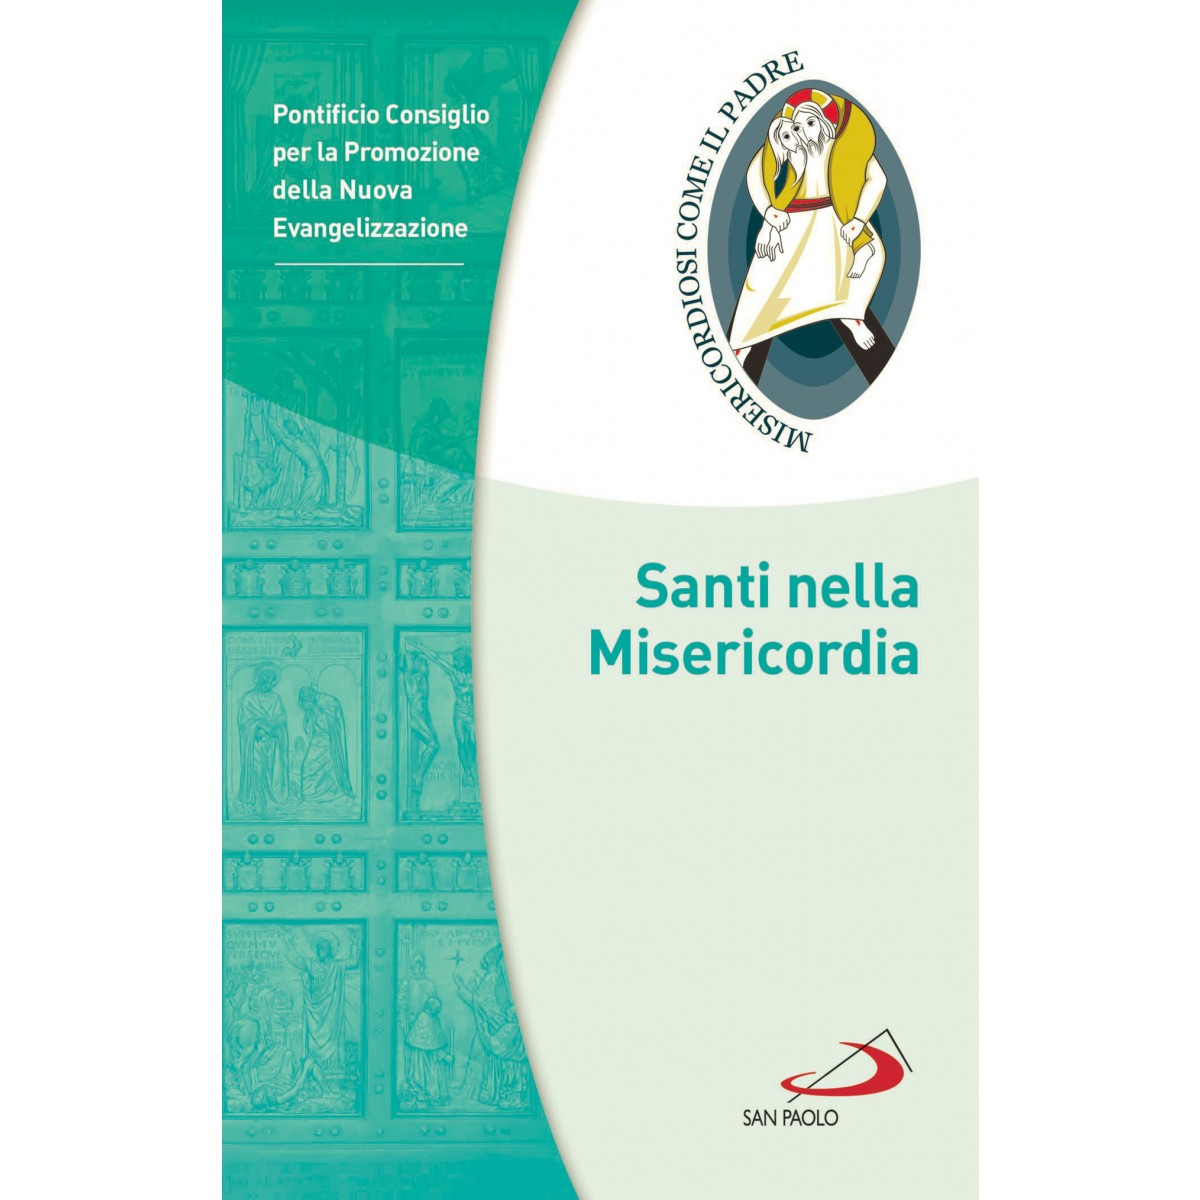 Pontificio Consiglio
per la Promozione
della Nuova
Evangelizzazione
MISERICORDIOSI COME IL PADRE
Santi nella
Misericordia
SAN PAOLO